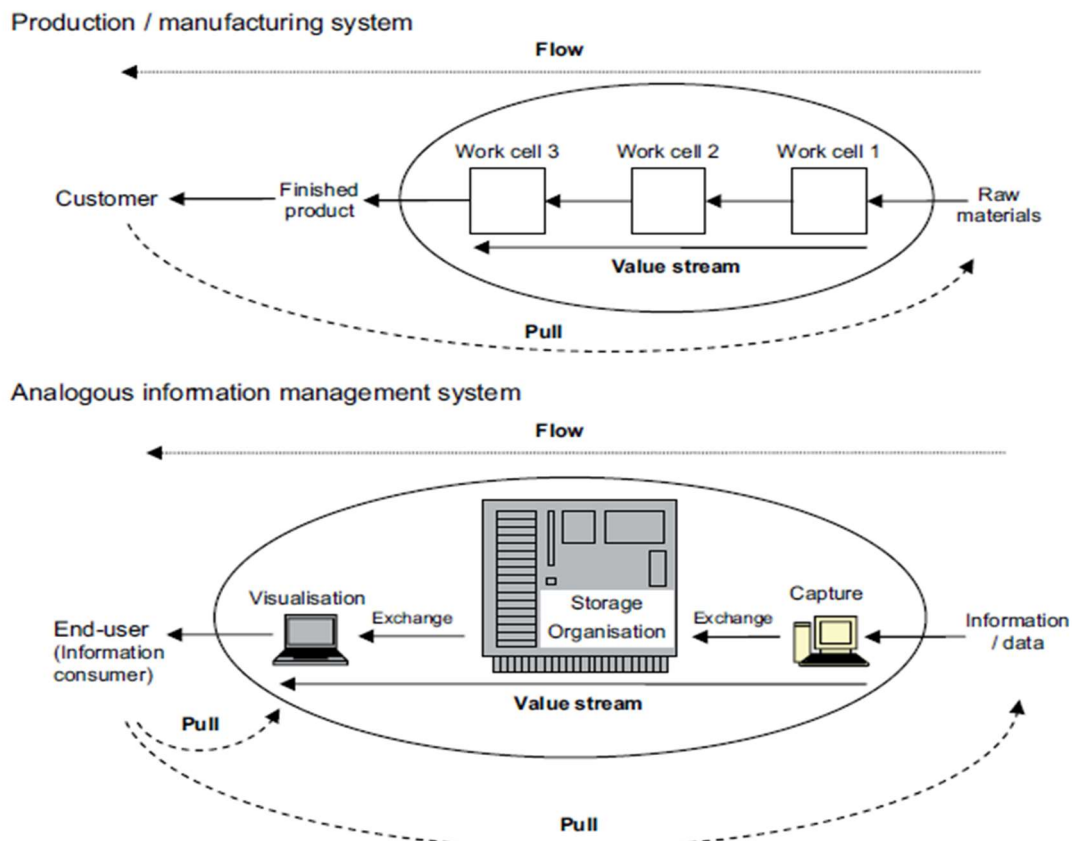 Production / manufacturing system
Flow
Work cell 3
Work cell 2
Work cell 1
Customer
Finished
product
Raw
materials
Value stream
Pull
Analogous information management system
Flow
Visualisation
Exchange
Storage
Organisation
Exchange
Capture
End-user
(Information
consumer)
Information
/ data
Value stream
Pull
Pull